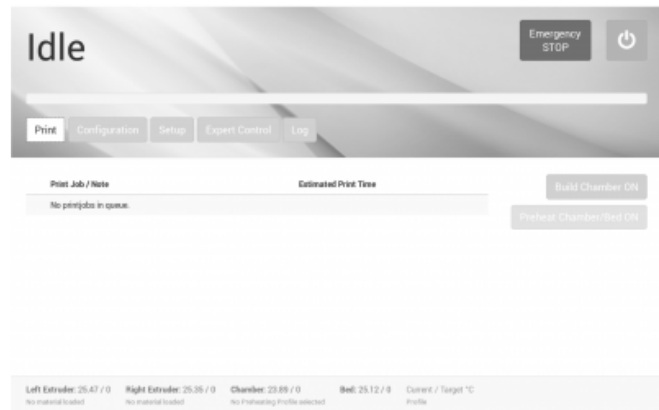 Idle
Emergency
STOP
Print Configuration Setup Expert Control Log
Print Job / Note Estimated Print Time
No printjobs in queue.
Build Chamber ON
Preheat Chamber/Bed ON
Left Extruder: 25.47 / 0 Right Extruder: 25.35 / 0 Chamber: 23.89 / 0 Bed: 25.12 / 0 Current / Target °C
No material loaded No material loaded No Preheating Profile selected Profile